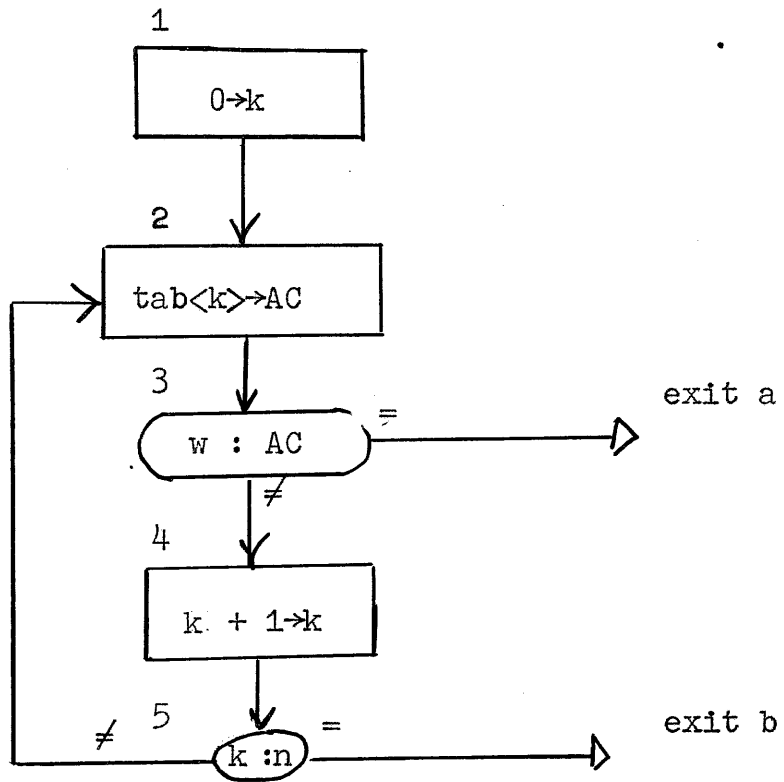 1
0→k
2
tab<k>→AC
3
w : AC
=
exit a
≠
4
k + 1→k
5
k :n
≠
=
exit b